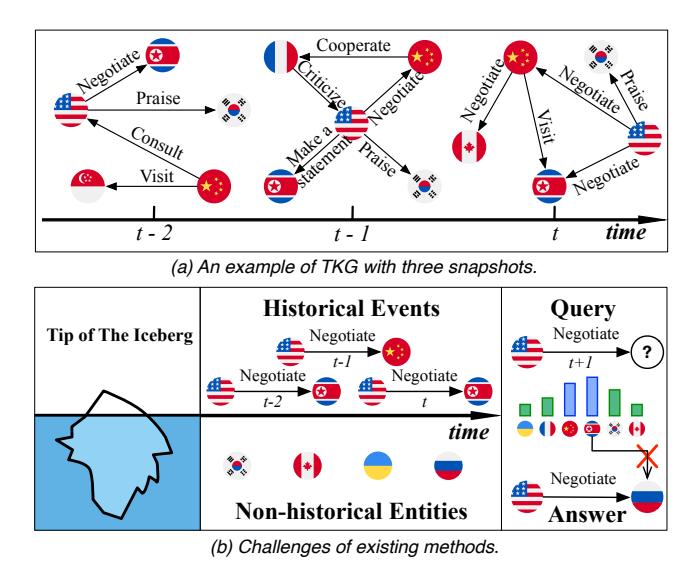 Negotiate
Praise
Consult
Visit
Cooperate
Criticize
Negotiate
Make a
statement
Praise
Negotiate
Visit
Negotiate
Praise
Negotiate
t - 2
t - 1
t
time
(a) An example of TKG with three snapshots.
Tip of The Iceberg
Historical Events
Negotiate
t-1
Negotiate
t-2
Negotiate
t
time
Non-historical Entities
Query
Negotiate
t+1
?
Negotiate
Answer
(b) Challenges of existing methods.